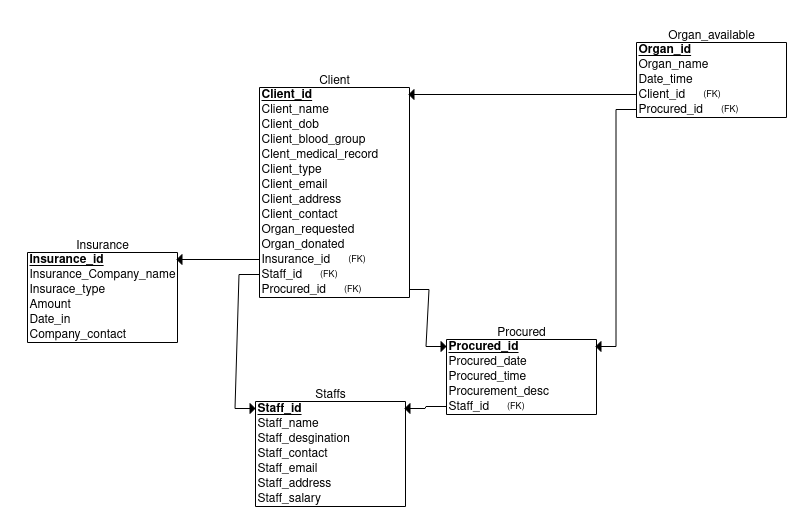 Organ_available
Organ_id
Organ_name
Date_time
Client_id (FK)
Procured_id (FK)
Client
Client_id
Client_name
Client_dob
Client_blood_group
Clent_medical_record
Client_type
Client_email
Client_address
Client_contact
Organ_requested
Organ_donated
Insurance_id (FK)
Staff_id (FK)
Procured_id (FK)
Insurance
Insurance_id
Insurance_Company_name
Insurace_type
Amount
Date_in
Company_contact
Procured
Procured_id
Procured_date
Procured_time
Procurement_desc
Staff_id (FK)
Staffs
Staff_id
Staff_name
Staff_desgination
Staff_contact
Staff_email
Staff_address
Staff_salary